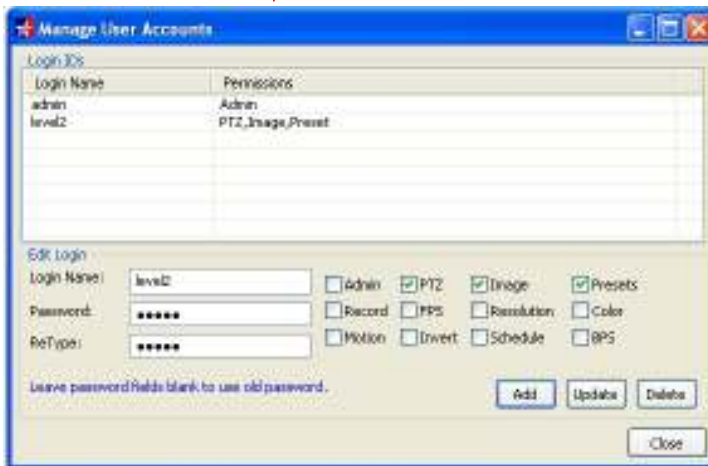 Manage User Accounts
Login IDs
Login Name Permissions
admin Admin
level2 PTZ,Image,Preset
Edit Login
Login Name: level2 Admin PTZ Image Presets
Password: ••••• Record FPS Resolution Color
ReType: ••••• Motion Invert Schedule BPS
Leave password fields blank to use old password. Add Update Delete
Close